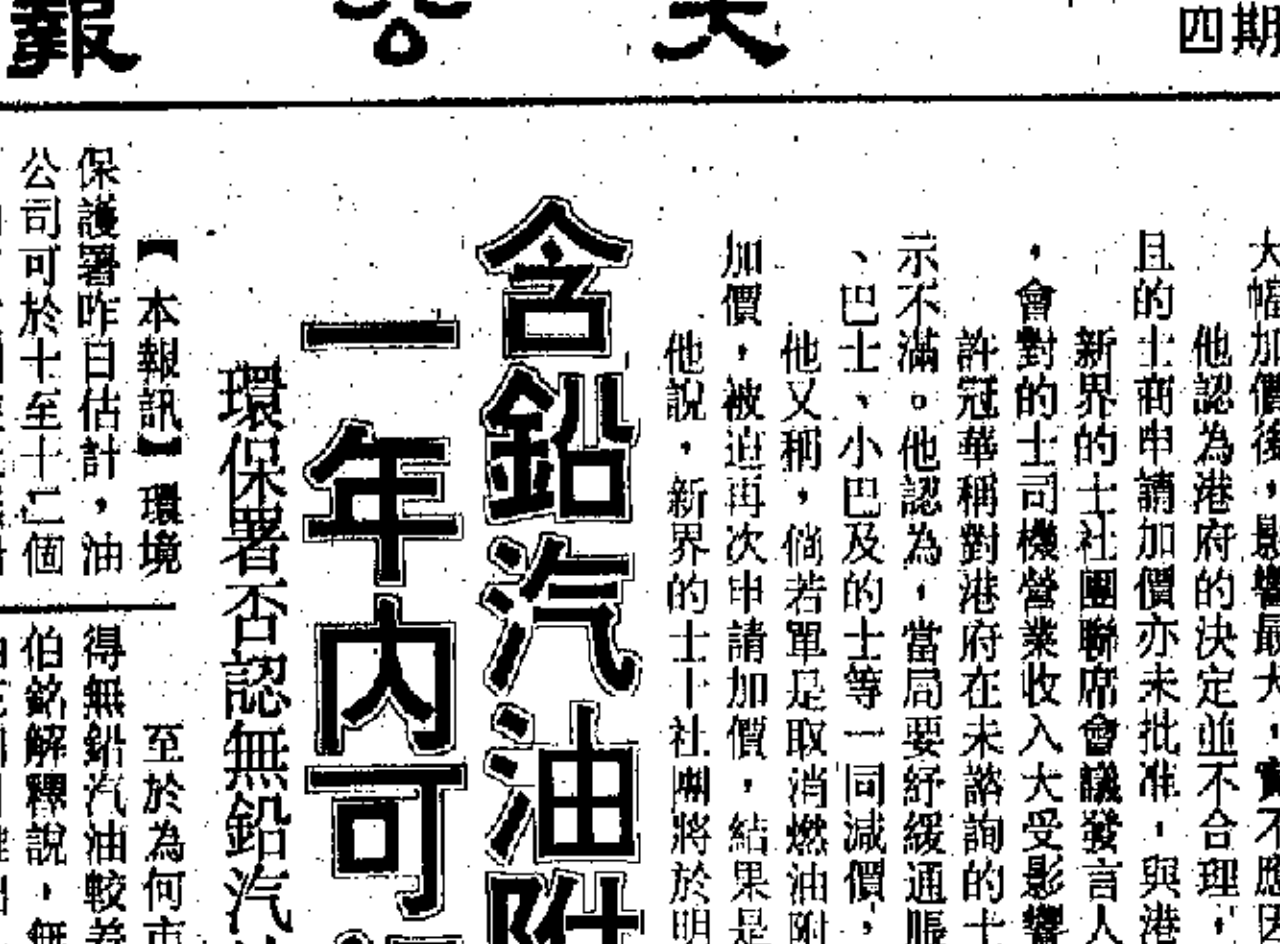 四期
大公報
大幅加價後，影響最大，實不應因
他認為港府的決定並不合理，
且的士商申請加價亦未批准，與港
新界的士社團聯席會議發言人
，會對的士司機營業收入大受影響
許冠華稱對港府在未諮詢的士
示不滿。他認為，當局要紓緩通脹
、巴士、小巴及的士等一同減價，
他又稱，倘若單是取消燃油附
加價，被迫再次申請加價，結果是
他說，新界的士十社團將於明
含鉛汽油附
一年內可
環保署否認無鉛汽
【本報訊】環境
保護署昨日估計，油
公司可於十至十二個
至於為何市
得無鉛汽油較差
伯銘解釋說，無